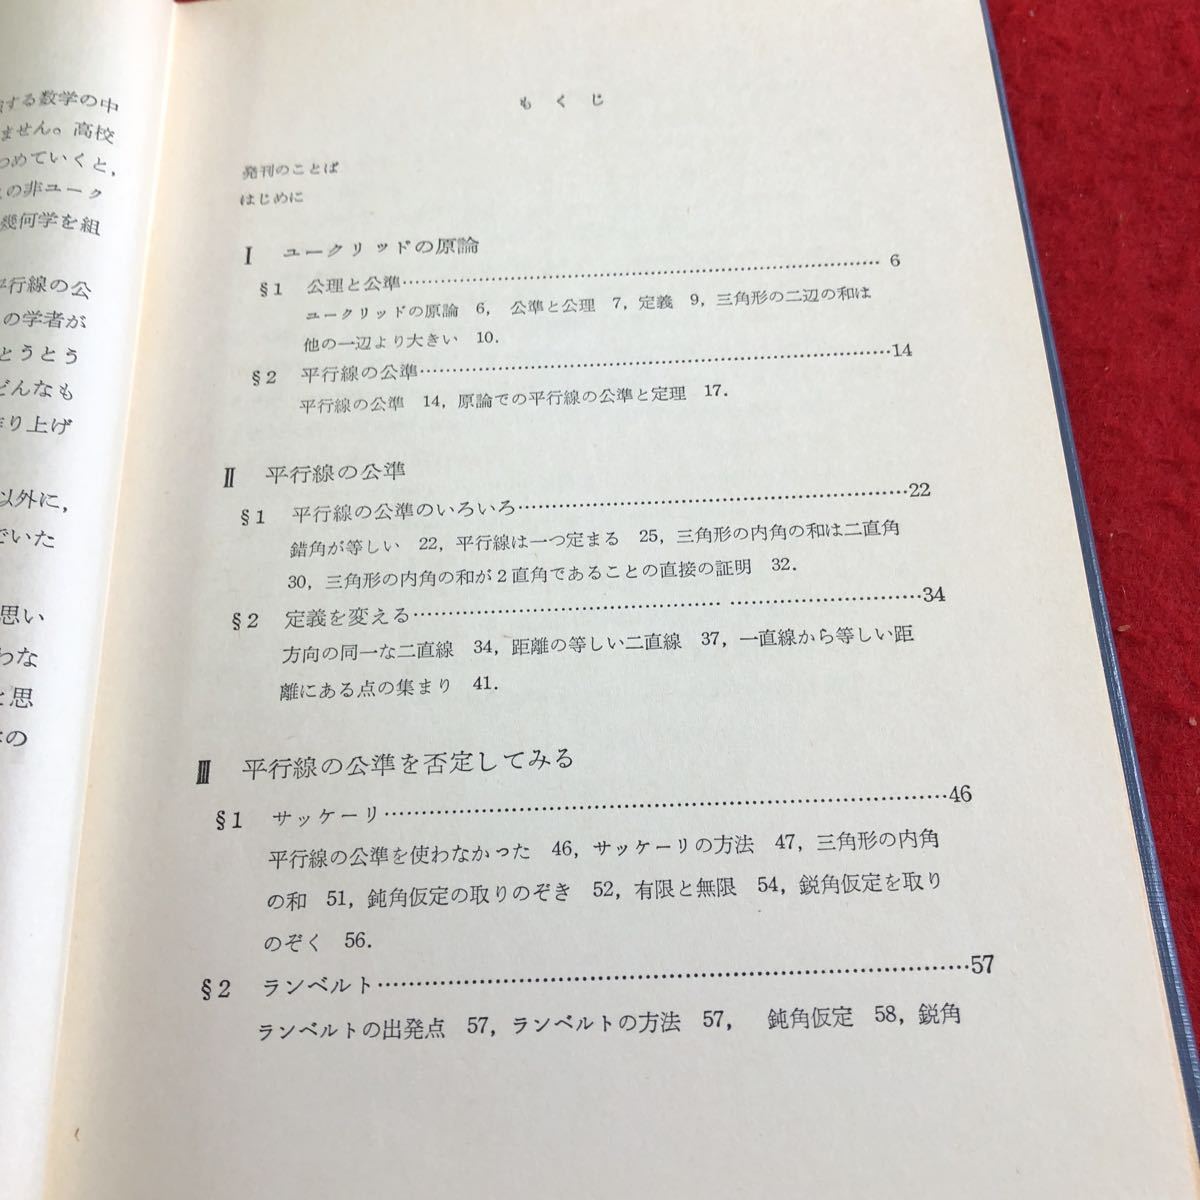 する数学の中
ません。高校
つめていくと,
の非ユーク
幾何学を組
平行線の公
の学者が
とうとう
どんなも
り上げ
以外に,
でいた
思い
わな
と思
の
もくじ
発刊のことば
はじめに
Ⅰ ユークリッドの原論
§1 公理と公準……………………6
ユークリッドの原論 6, 公準と公理 7, 定義 9, 三角形の二辺の和は
他の一辺より大きい 10.
§2 平行線の公準……………………14
平行線の公準 14, 原論での平行線の公準と定理 17.
Ⅱ 平行線の公準
§1 平行線の公準のいろいろ……………………22
錯角が等しい 22, 平行線は一つ定まる 25, 三角形の内角の和は二直角
30, 三角形の内角の和が2直角であることの直接の証明 32.
§2 定義を変える……………………34
方向の同一な二直線 34, 距離の等しい二直線 37, 一直線から等しい距
離にある点の集まり 41.
Ⅲ 平行線の公準を否定してみる
§1 サッケーリ……………………46
平行線の公準を使わなかった 46, サッケーリの方法 47, 三角形の内角
の和 51, 鈍角仮定の取りのぞき 52, 有限と無限 54, 鋭角仮定を取り
のぞく 56.
§2 ランベルト……………………57
ランベルトの出発点 57, ランベルトの方法 57, 鈍角仮定 58, 鋭角